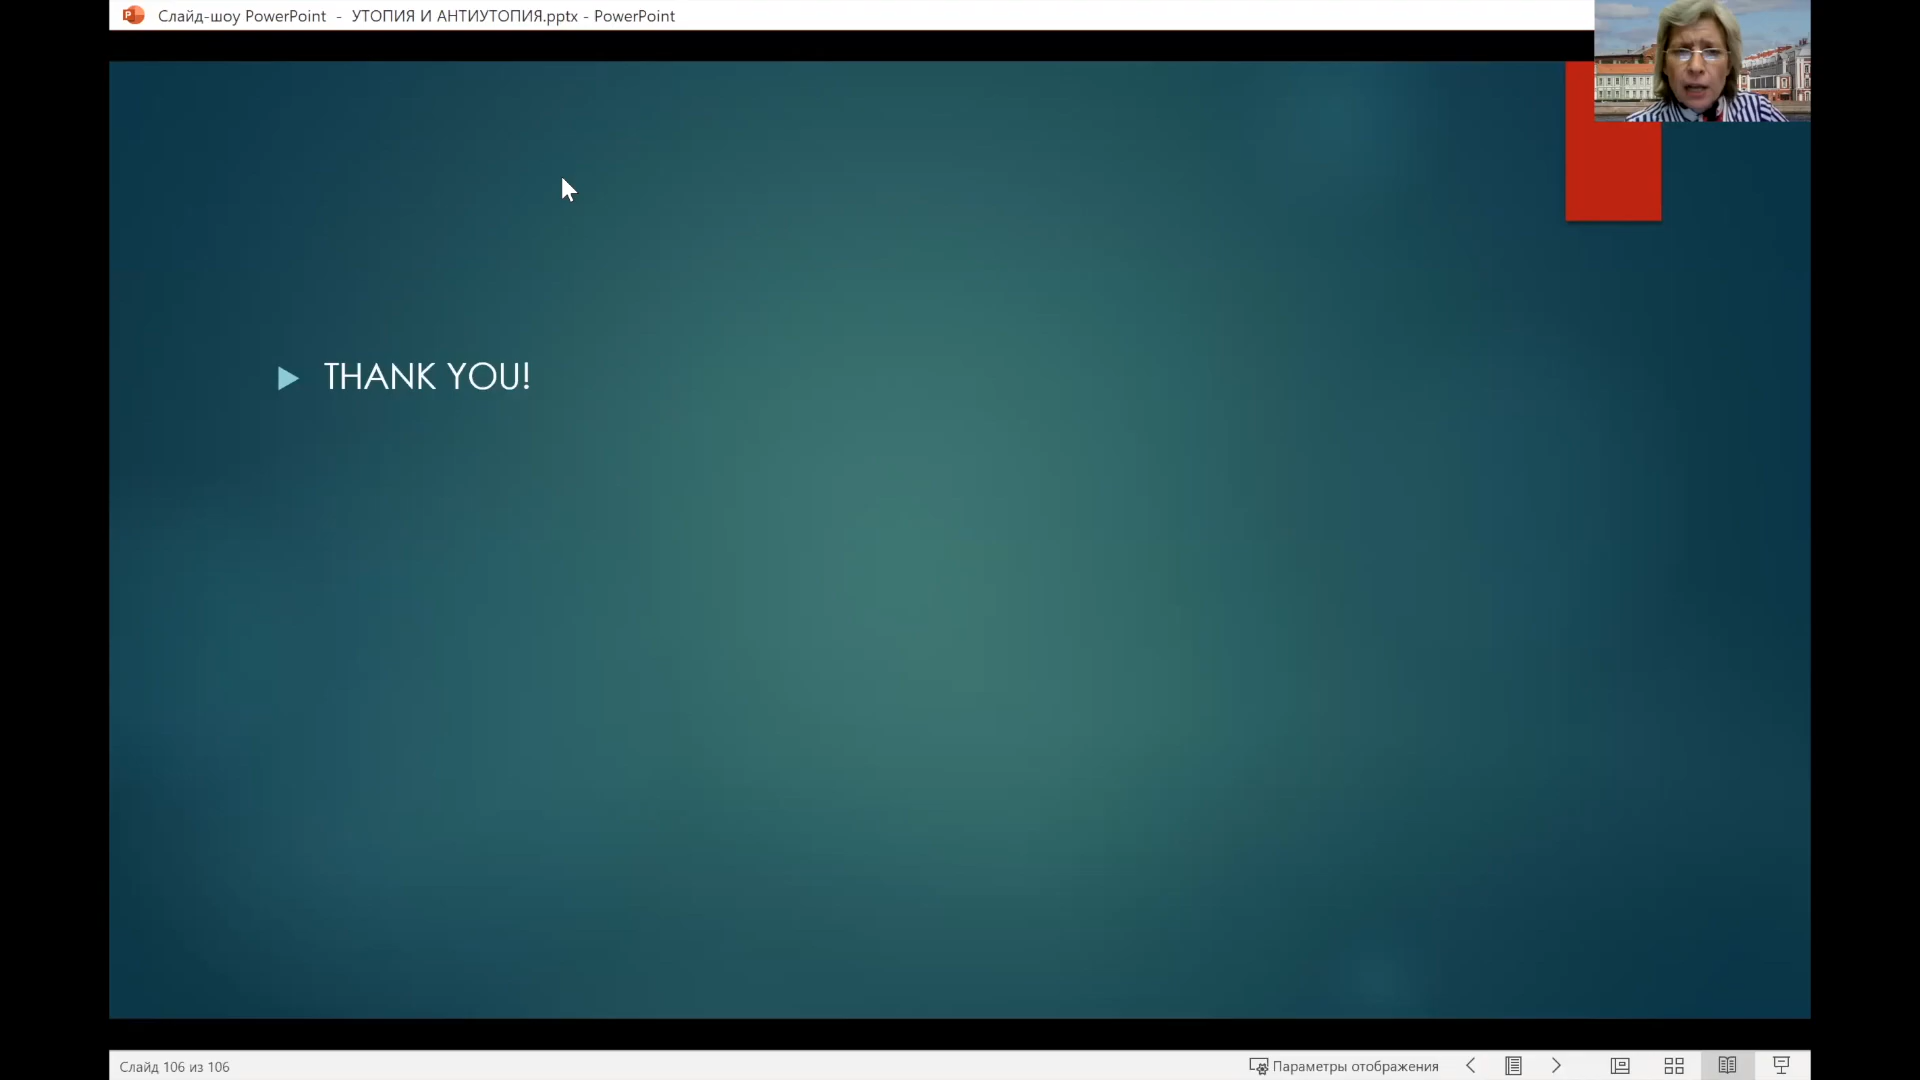 Слайд-шоу PowerPoint - УТОПИЯ И АНТИУТОПИЯ.pptx - PowerPoint
THANK YOU!
Слайд 106 из 106
Параметры отображения